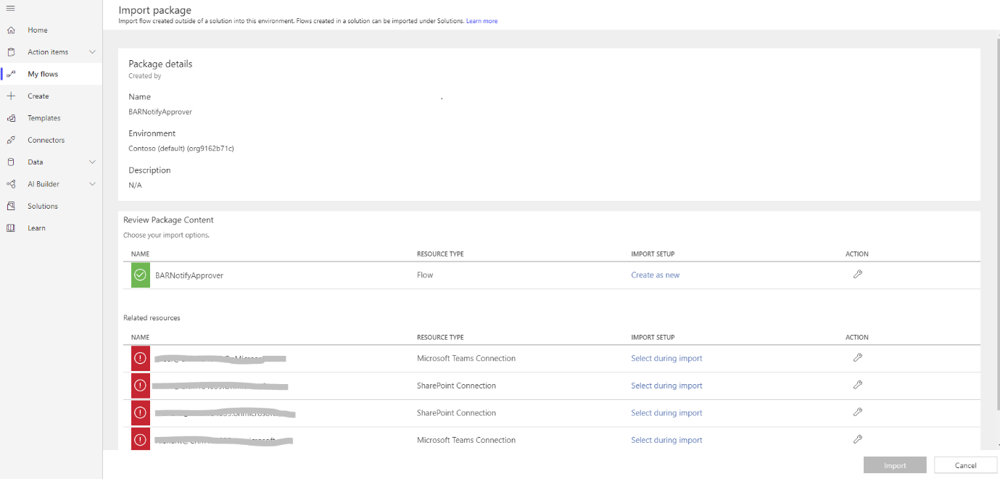 Import package
Import flow created outside of a solution into this environment. Flows created in a solution can be imported under Solutions. Learn more
Home
Action items
My flows
Create
Templates
Connectors
Data
AI Builder
Solutions
Learn
Package details
Created by
Name
BARNotifyApprover
Environment
Contoso (default) (org9162b71c)
Description
N/A
Review Package Content
Choose your import options.
NAME RESOURCE TYPE IMPORT SETUP ACTION
BARNotifyApprover Flow Create as new
Related resources
NAME RESOURCE TYPE IMPORT SETUP ACTION
Microsoft Teams Connection Select during import
SharePoint Connection Select during import
SharePoint Connection Select during import
Microsoft Teams Connection Select during import
Import Cancel